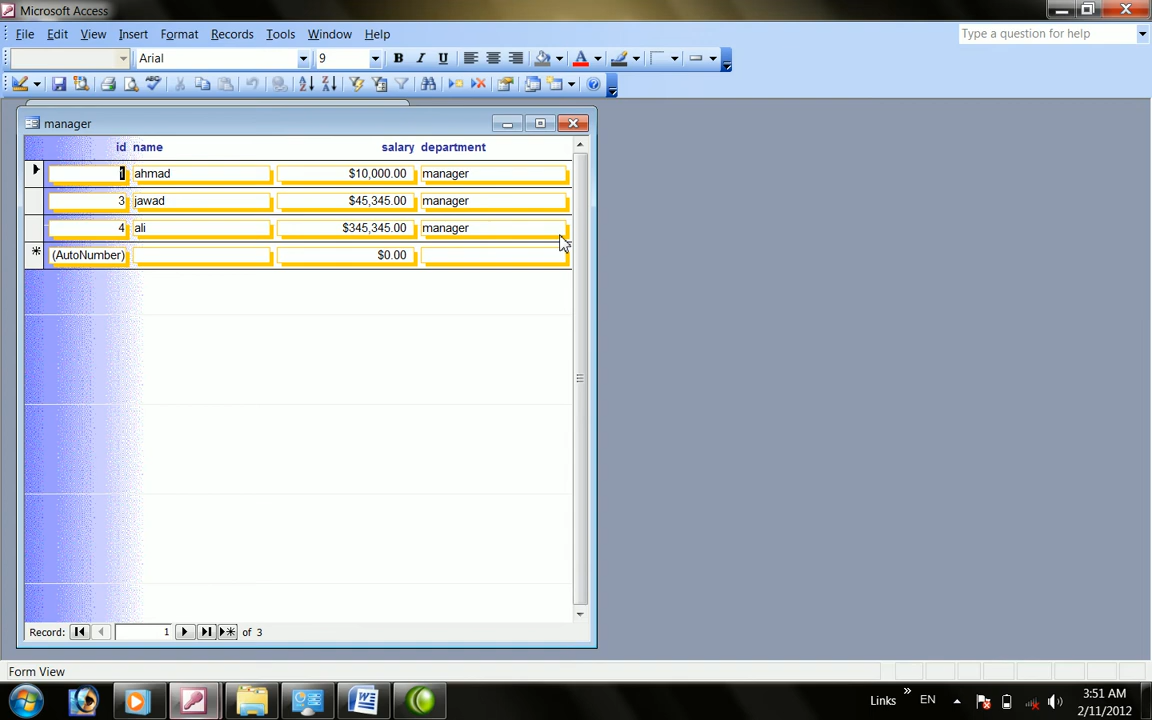 Microsoft Access
File Edit View Insert Format Records Tools Window Help
Type a question for help
Arial 9 B I U A
manager
id name salary department
1 ahmad $10,000.00 manager
3 jawad $45,345.00 manager
4 ali $345,345.00 manager
(AutoNumber) $0.00
Record: 1 of 3
Form View
Links EN 3:51 AM
2/11/2012